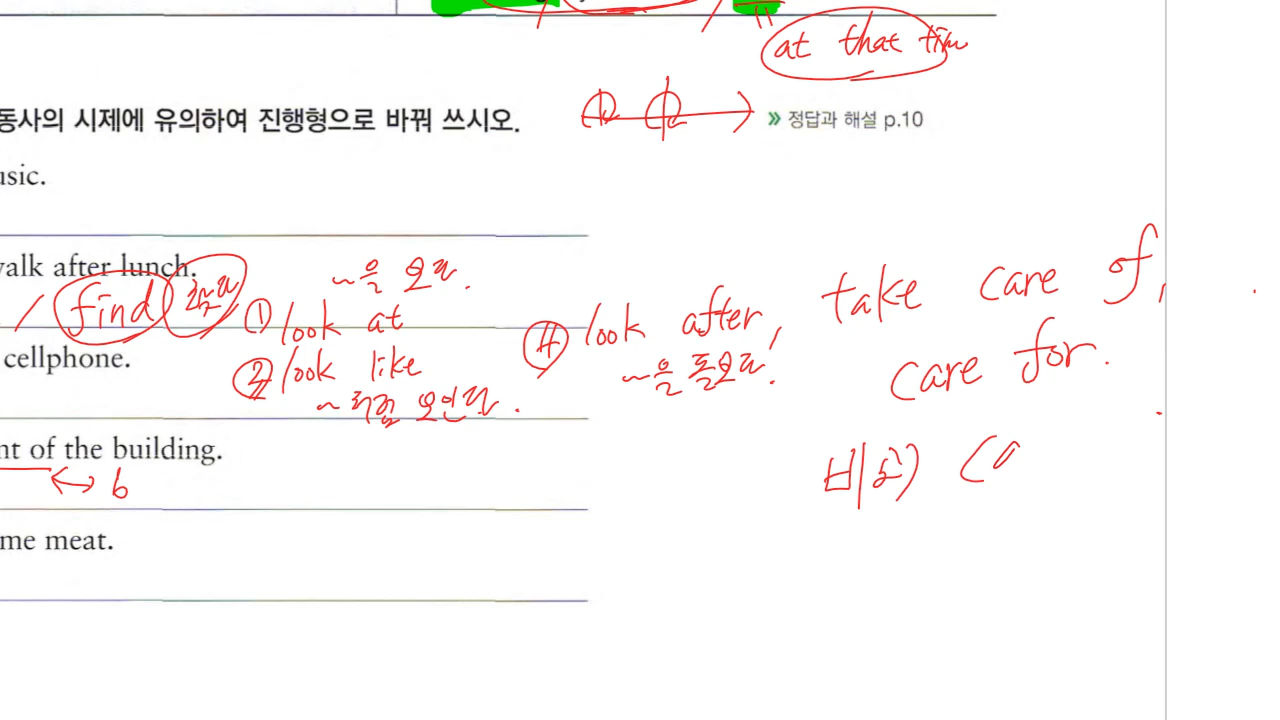 at that time
동사의 시제에 유의하여 진행형으로 바꿔 쓰시오.
» 정답과 해설 p.10
usic.
walk after lunch.
find 찾다
~을 보다.
① look at
cellphone.
② look like
~처럼 보인다.
④ look after, take care of,
~을 돌보다. care for.
nt of the building.
↔ b
비교) (a
me meat.